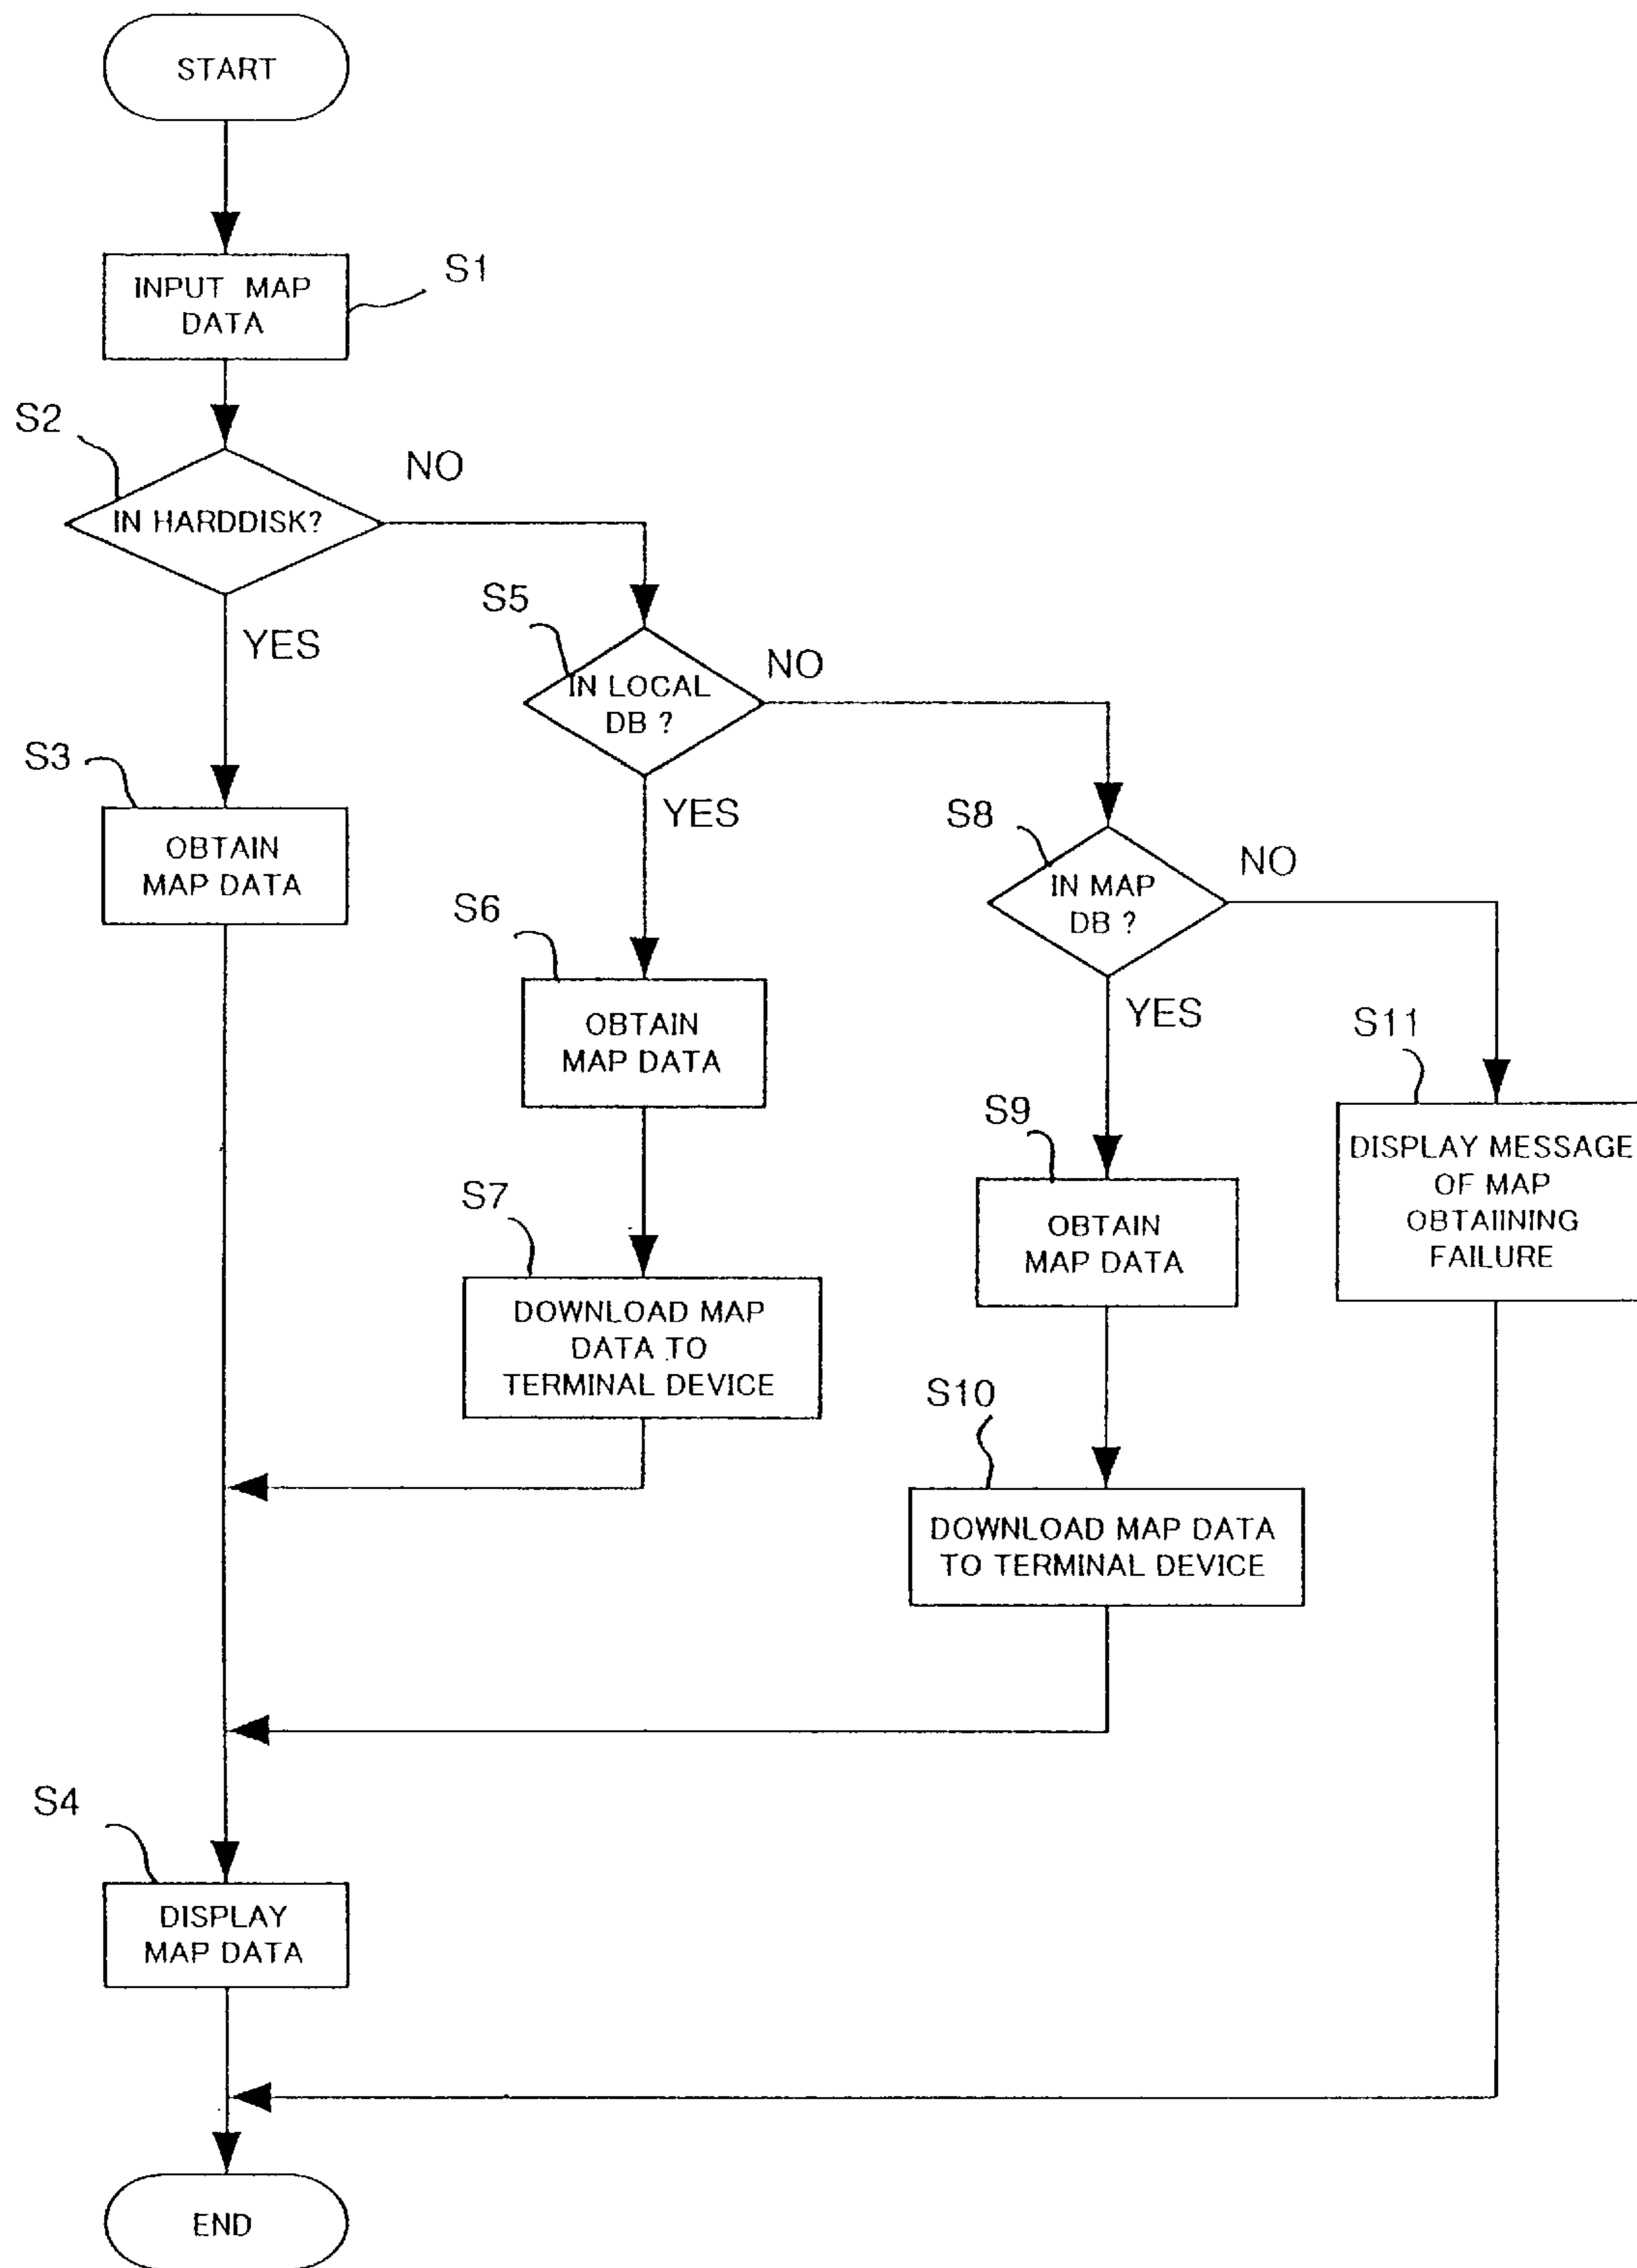 START
S1
INPUT MAP
DATA
S2
NO
IN HARDDISK?
S5
YES
NO
IN LOCAL
DB ?
S3
S8
YES
OBTAIN
MAP DATA
NO
IN MAP
DB ?
S6
YES
S11
OBTAIN
MAP DATA
S9
DISPLAY MESSAGE
OF MAP
OBTAIINING
FAILURE
S7
OBTAIN
MAP DATA
DOWNLOAD MAP
DATA TO
TERMINAL DEVICE
S10
DOWNLOAD MAP DATA
TO TERMINAL DEVICE
S4
DISPLAY
MAP DATA
END